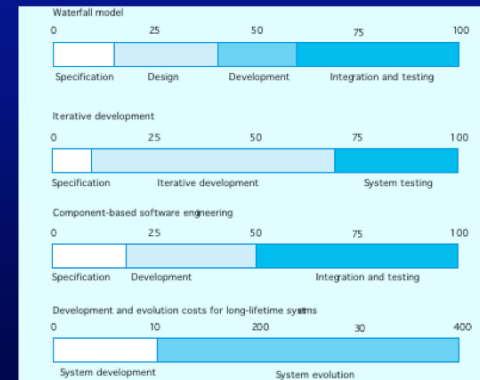 Waterfall model
0 25 50 75 100
Specification Design Development Integration and testing
Iterative development
0 25 50 75 100
Specification Iterative development System testing
Component-based software engineering
0 25 50 75 100
Specification Development Integration and testing
Development and evolution costs for long-lifetime systems
0 10 200 30 400
System development System evolution